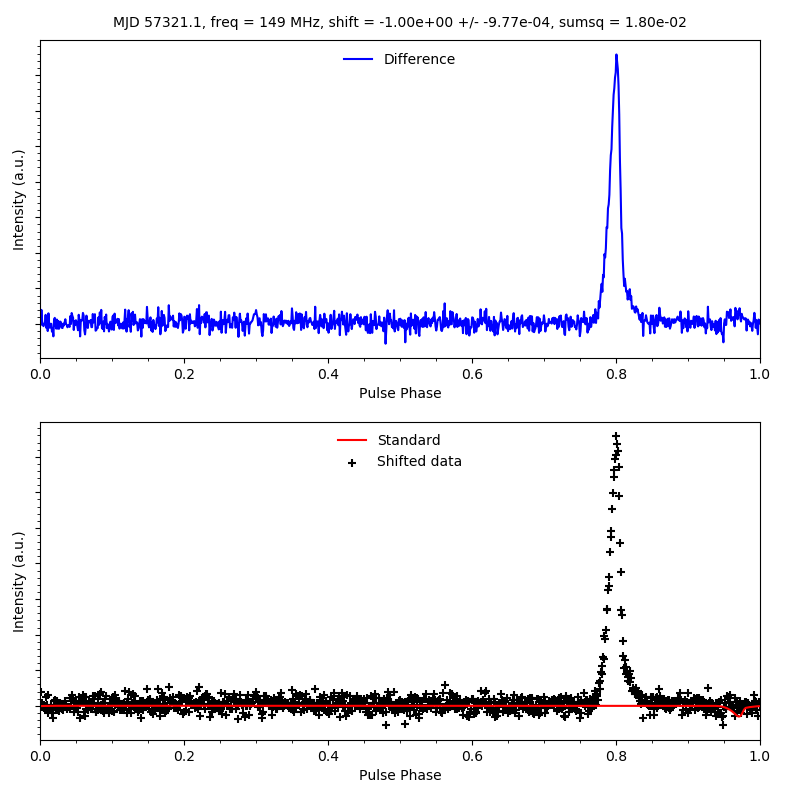 MJD 57321.1, freq = 149 MHz, shift = -1.00e+00 +/- -9.77e-04, sumsq = 1.80e-02
Difference
Intensity (a.u.)
0.0 0.2 0.4 0.6 0.8 1.0
Pulse Phase
Standard
Shifted data
Intensity (a.u.)
0.0 0.2 0.4 0.6 0.8 1.0
Pulse Phase